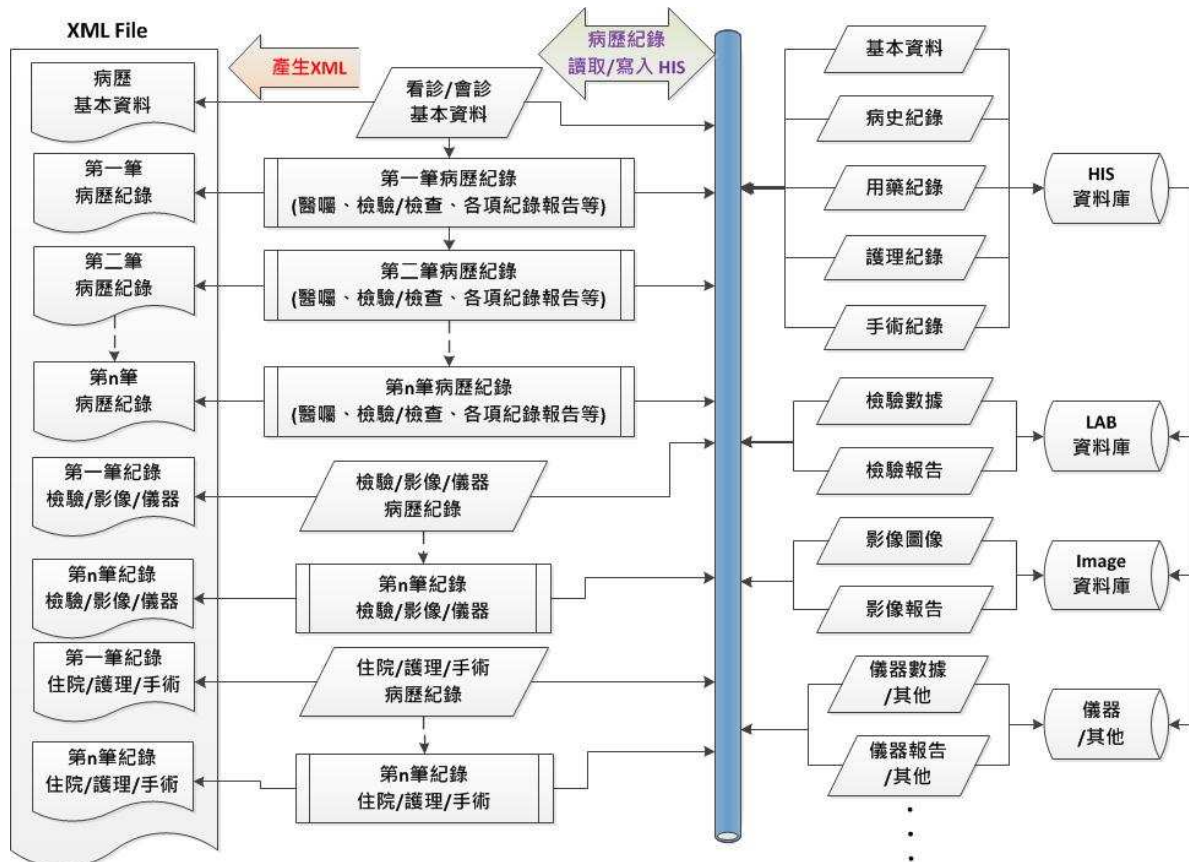 XML File
產生XML
病歷紀錄
讀取/寫入 HIS
病歷
基本資料
第一筆
病歷紀錄
第二筆
病歷紀錄
第n筆
病歷紀錄
第一筆紀錄
檢驗/影像/儀器
第n筆紀錄
檢驗/影像/儀器
第一筆紀錄
住院/護理/手術
第n筆紀錄
住院/護理/手術
看診/會診
基本資料
第一筆病歷紀錄
(醫囑、檢驗/檢查、各項紀錄報告等)
第二筆病歷紀錄
(醫囑、檢驗/檢查、各項紀錄報告等)
第n筆病歷紀錄
(醫囑、檢驗/檢查、各項紀錄報告等)
檢驗/影像/儀器
病歷紀錄
第n筆紀錄
檢驗/影像/儀器
住院/護理/手術
病歷紀錄
第n筆紀錄
住院/護理/手術
基本資料
病史紀錄
用藥紀錄
護理紀錄
手術紀錄
檢驗數據
檢驗報告
影像圖像
影像報告
儀器數據
/其他
儀器報告
/其他
HIS
資料庫
LAB
資料庫
Image
資料庫
儀器
/其他